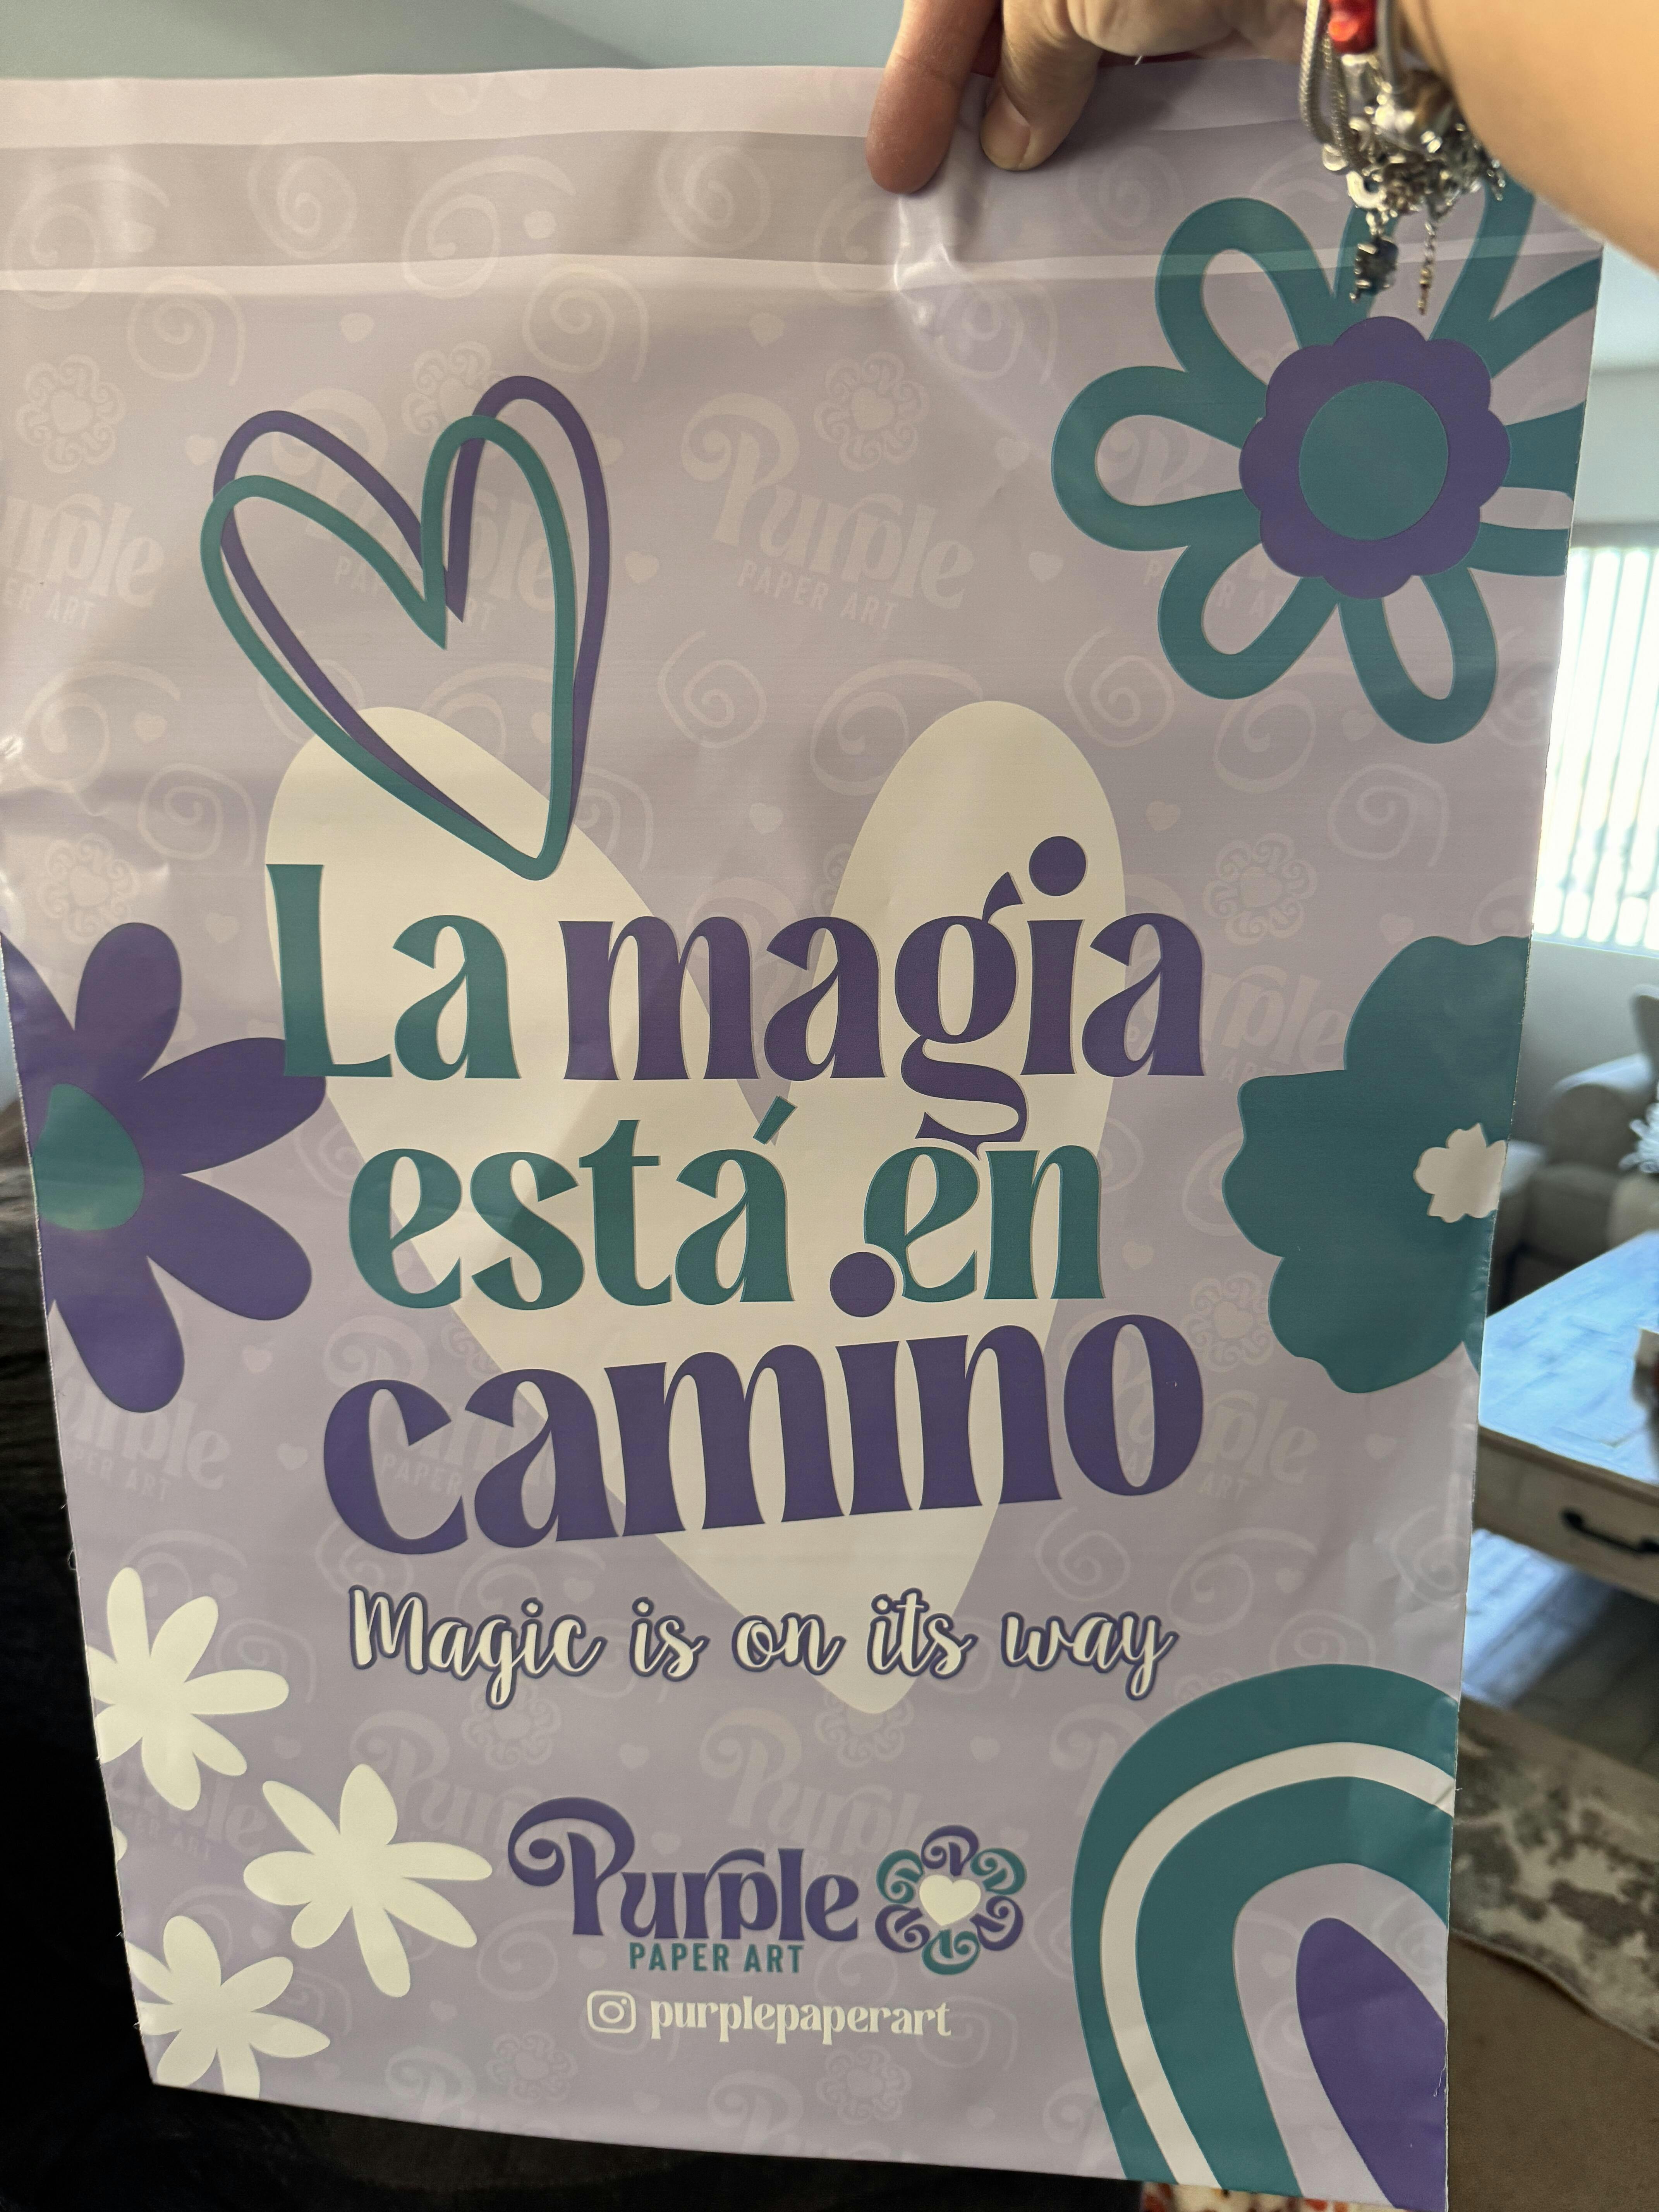 La magia
está en
camino
Magic is on its way
Purple
PAPER ART
purplepaperart